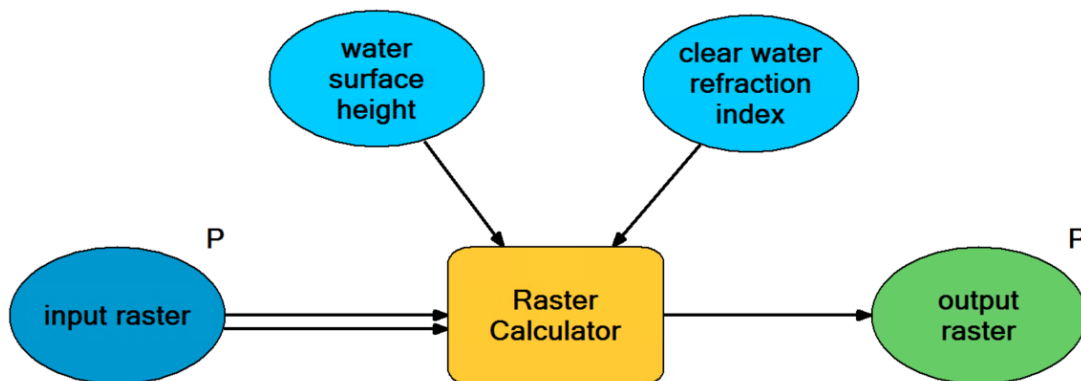 water
surface
height
clear water
refraction
index
P
input raster
Raster
Calculator
P
output
raster